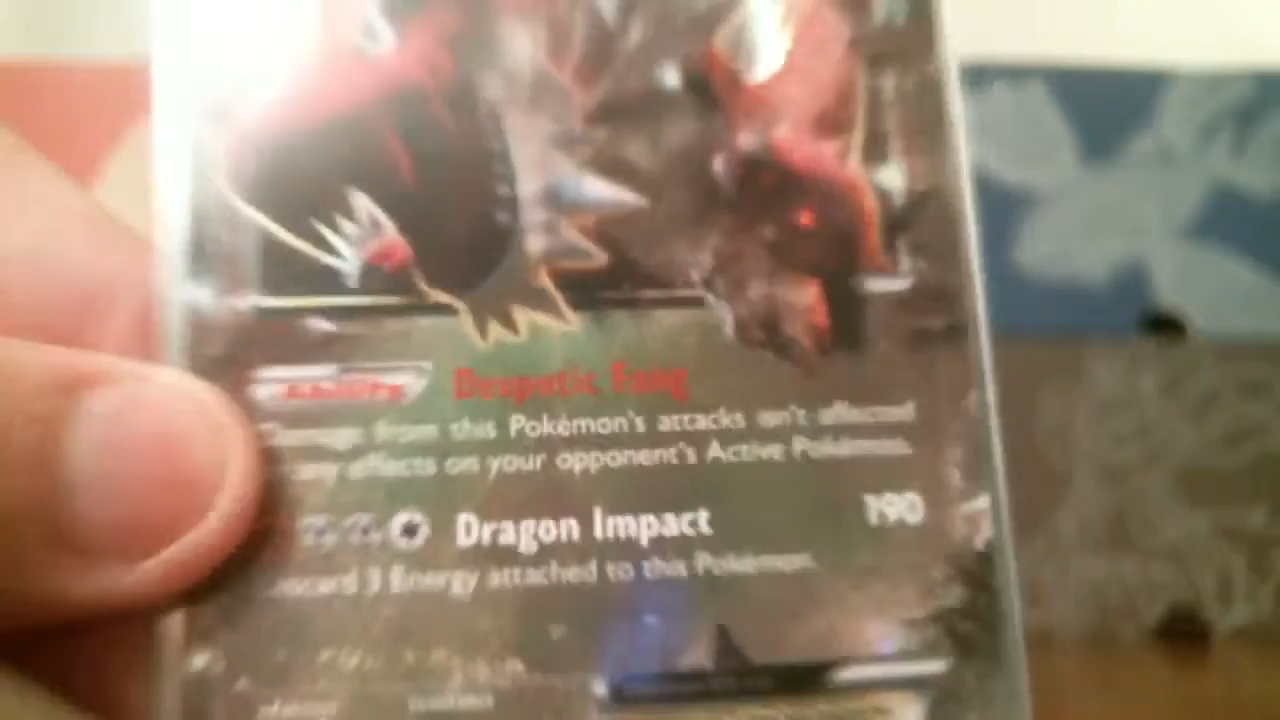 Ability Despotic Fang
Damage from this Pokémon's attacks isn't affected
any effects on your opponent's Active Pokémon.
Dragon Impact 190
Discard 3 Energy attached to this Pokémon.